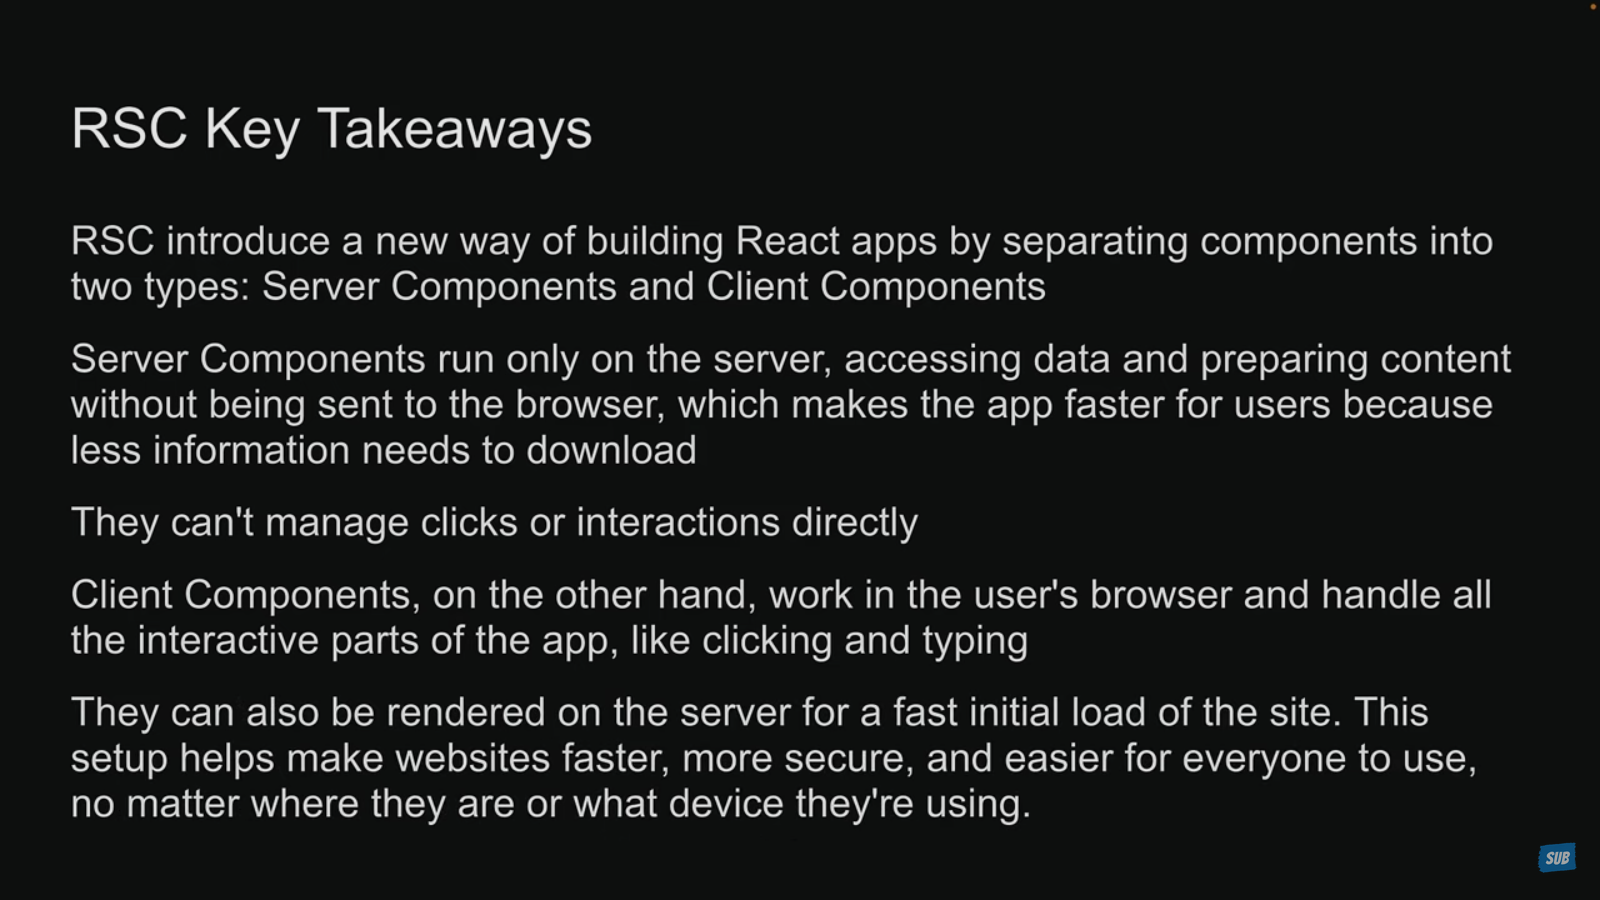 RSC Key Takeaways
RSC introduce a new way of building React apps by separating components into
two types: Server Components and Client Components
Server Components run only on the server, accessing data and preparing content
without being sent to the browser, which makes the app faster for users because
less information needs to download
They can't manage clicks or interactions directly
Client Components, on the other hand, work in the user's browser and handle all
the interactive parts of the app, like clicking and typing
They can also be rendered on the server for a fast initial load of the site. This
setup helps make websites faster, more secure, and easier for everyone to use,
no matter where they are or what device they're using.
SUB